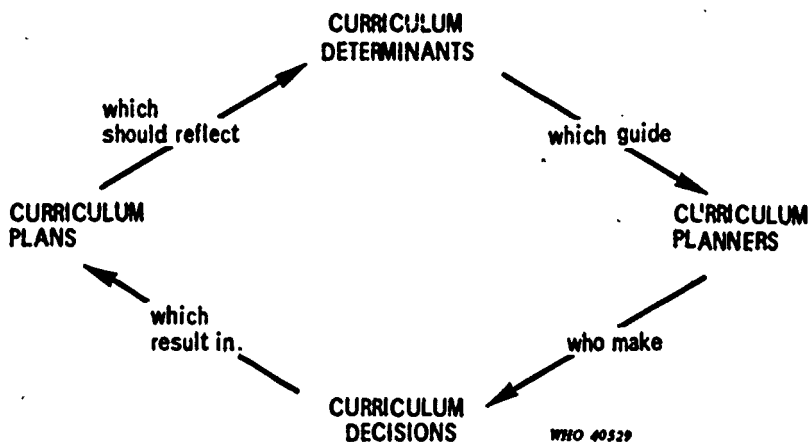 CURRICULUM
DETERMINANTS
which
should reflect
which guide
CURRICULUM
PLANS
CURRICULUM
PLANNERS
which
result in.
who make
CURRICULUM
DECISIONS
WHO 40529